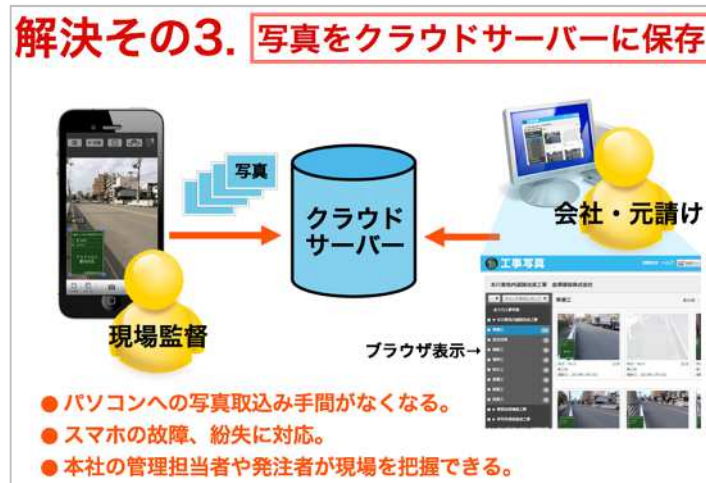 解決その3. 写真をクラウドサーバーに保存
写真
クラウド
サーバー
会社・元請け
現場監督
工事写真
ブラウザ表示→
● パソコンへの写真取込み手間がなくなる。
● スマホの故障、紛失に対応。
● 本社の管理担当者や発注者が現場を把握できる。